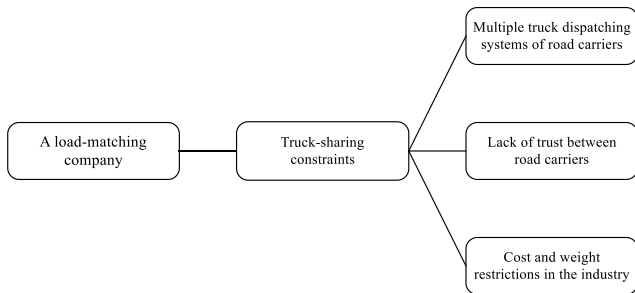 Multiple truck dispatching
systems of road carriers
A load-matching
company
Truck-sharing
constraints
Lack of trust between
road carriers
Cost and weight
restrictions in the industry